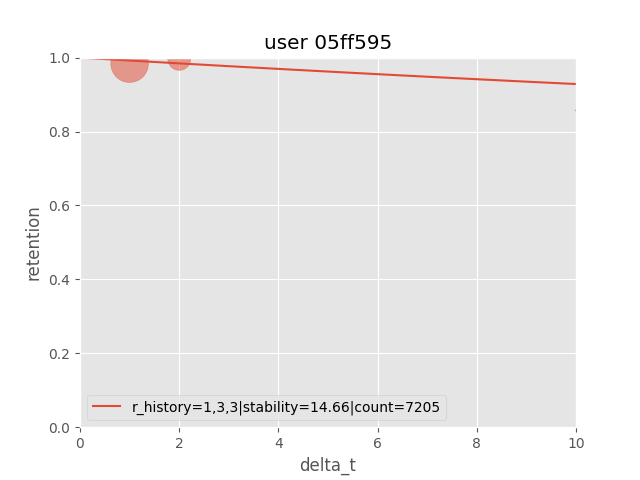 user 05ff595
1.0
0.8
0.6
0.4
0.2
0.0
retention
r_history=1,3,3|stability=14.66|count=7205
0 2 4 6 8 10
delta_t